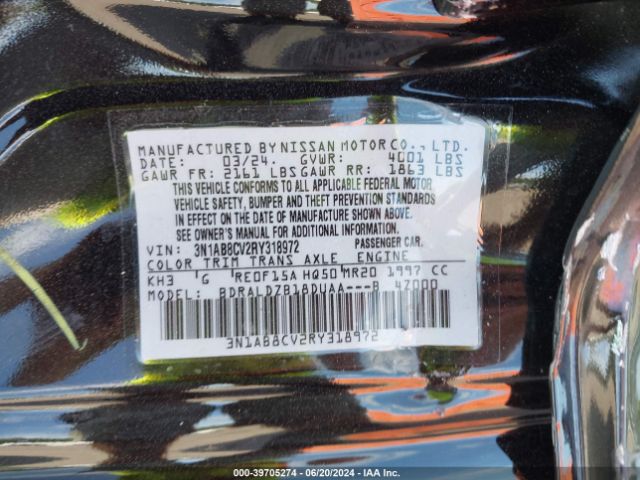 MANUFACTURED BY NISSAN MOTOR CO., LTD.
DATE: 03/24. GVWR: 4001 LBS
GAWR FR: 2161 LBS GAWR RR: 1863 LBS
THIS VEHICLE CONFORMS TO ALL APPLICABLE FEDERAL MOTOR
VEHICLE SAFETY, BUMPER AND THEFT PREVENTION STANDARDS
IN EFFECT ON THE DATE OF MANUFACTURE SHOWN ABOVE.
SEE OWNER'S MANUAL FOR ADDITIONAL INFORMATION.
VIN: 3N1AB8CV2RY318972 PASSENGER CAR.
COLOR TRIM TRANS AXLE ENGINE
KH3 G RE0F15A HQ50 MR20 1997 CC
MODEL: BDRALDZB18DUAA---B 47000
3N1AB8CV2RY318972
000-39705274 | 06/20/2024 | IAA Inc.